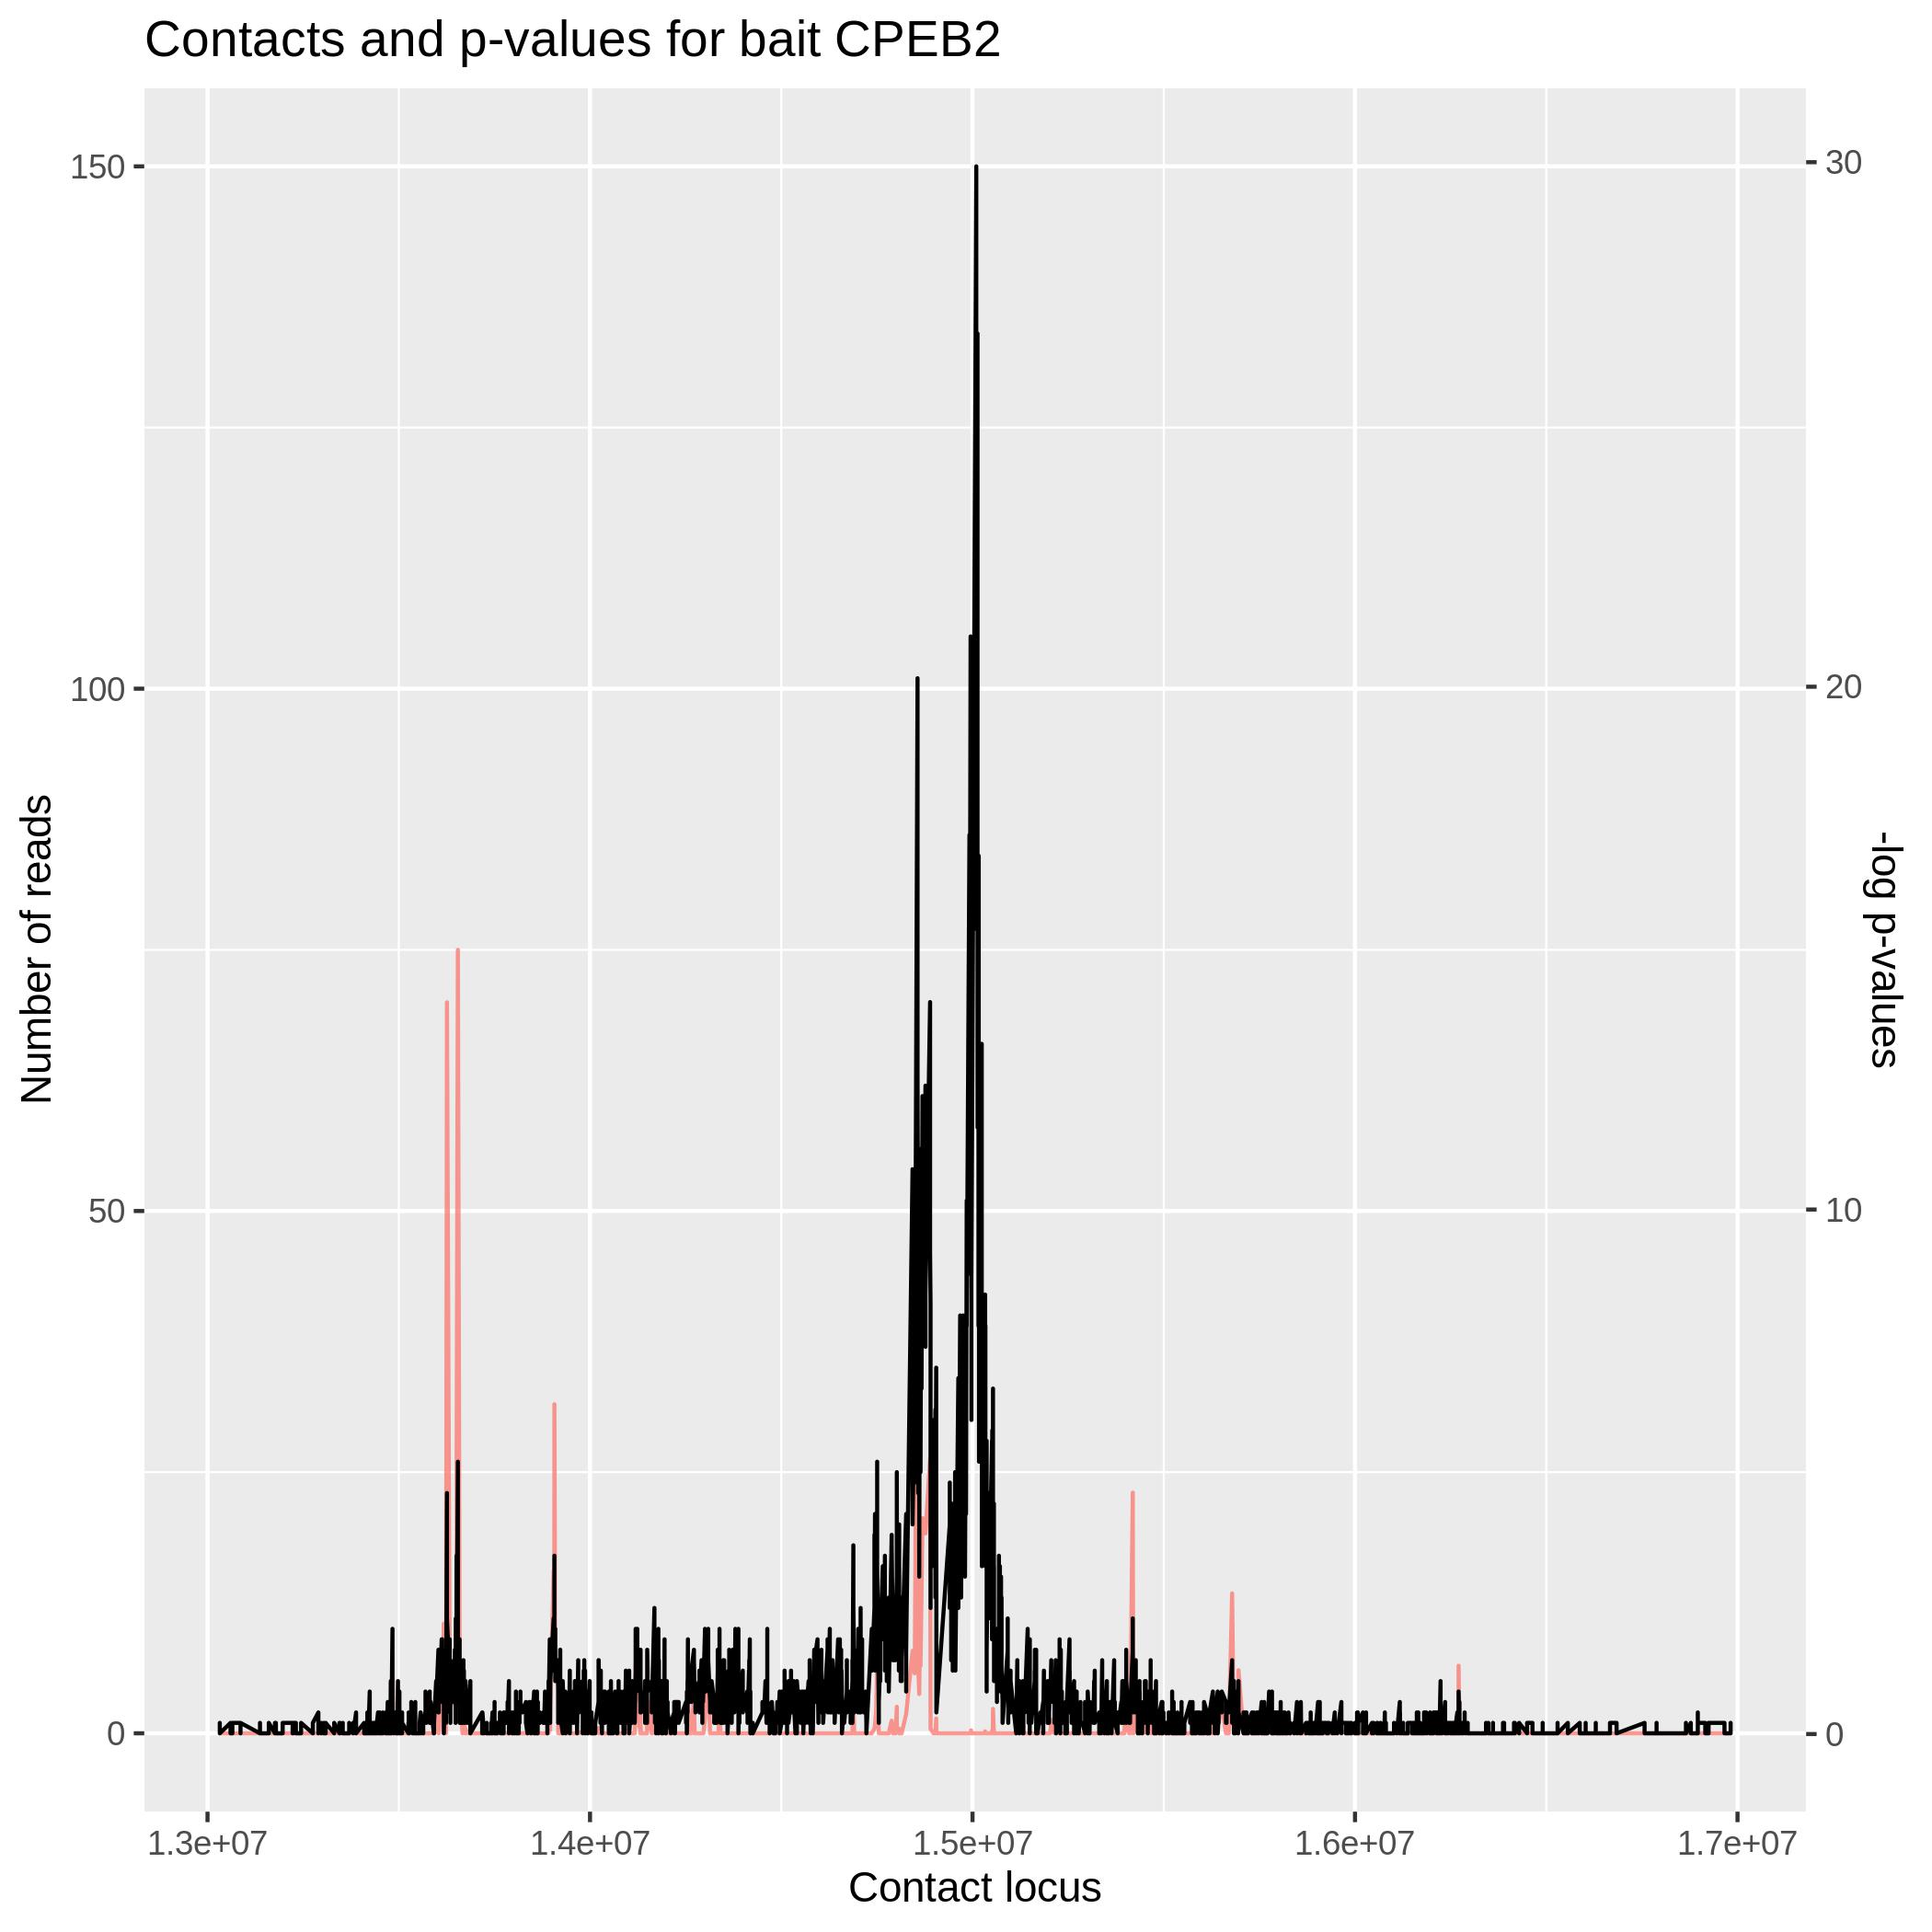 Contacts and p-values for bait CPEB2
150
100
50
0
Number of reads
30
20
10
0
-log p-values
1.3e+07
1.4e+07
1.5e+07
1.6e+07
1.7e+07
Contact locus